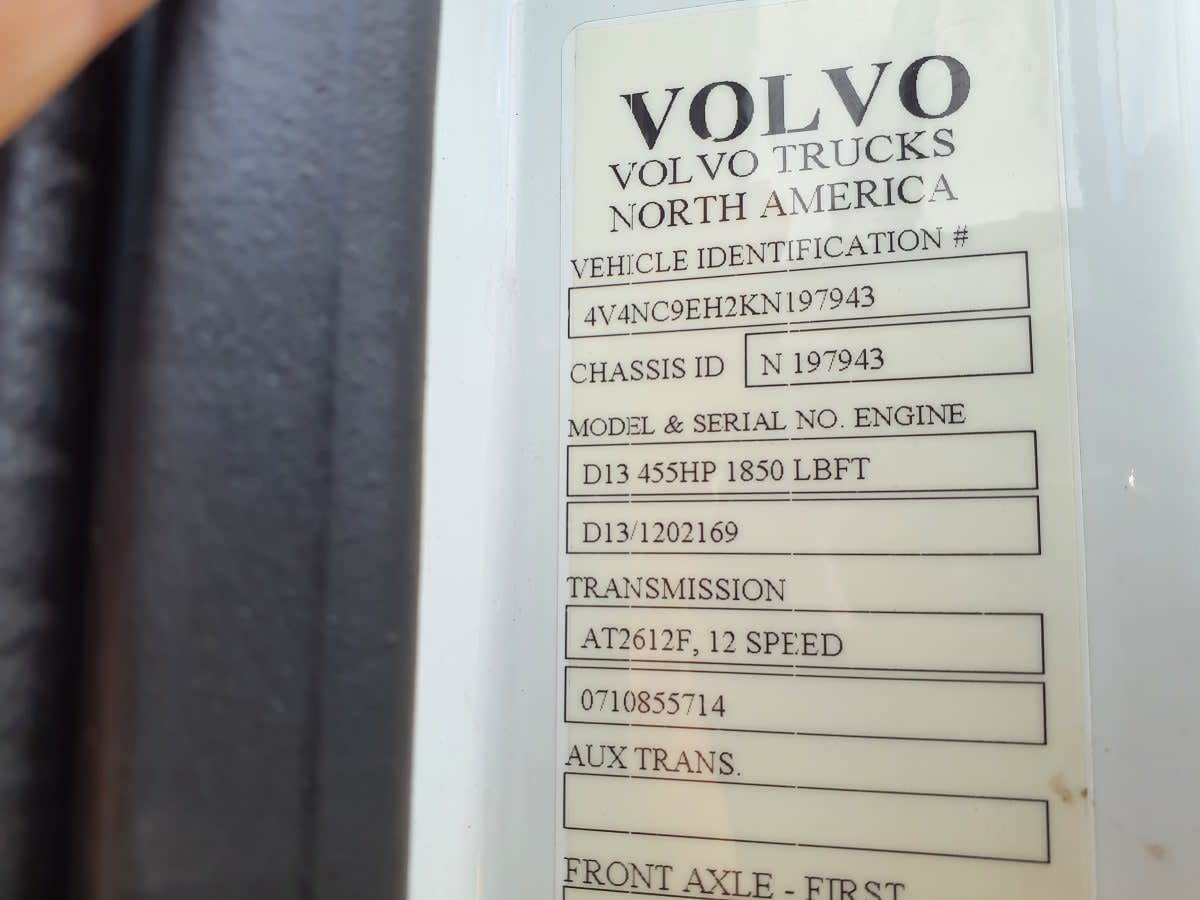 VOLVO
VOLVO TRUCKS
NORTH AMERICA
VEHICLE IDENTIFICATION #
4V4NC9EH2KN197943
CHASSIS ID N 197943
MODEL & SERIAL NO. ENGINE
D13 455HP 1850 LBFT
D13/1202169
TRANSMISSION
AT2612F, 12 SPEED
0710855714
AUX TRANS.
FRONT AXLE - FIRST